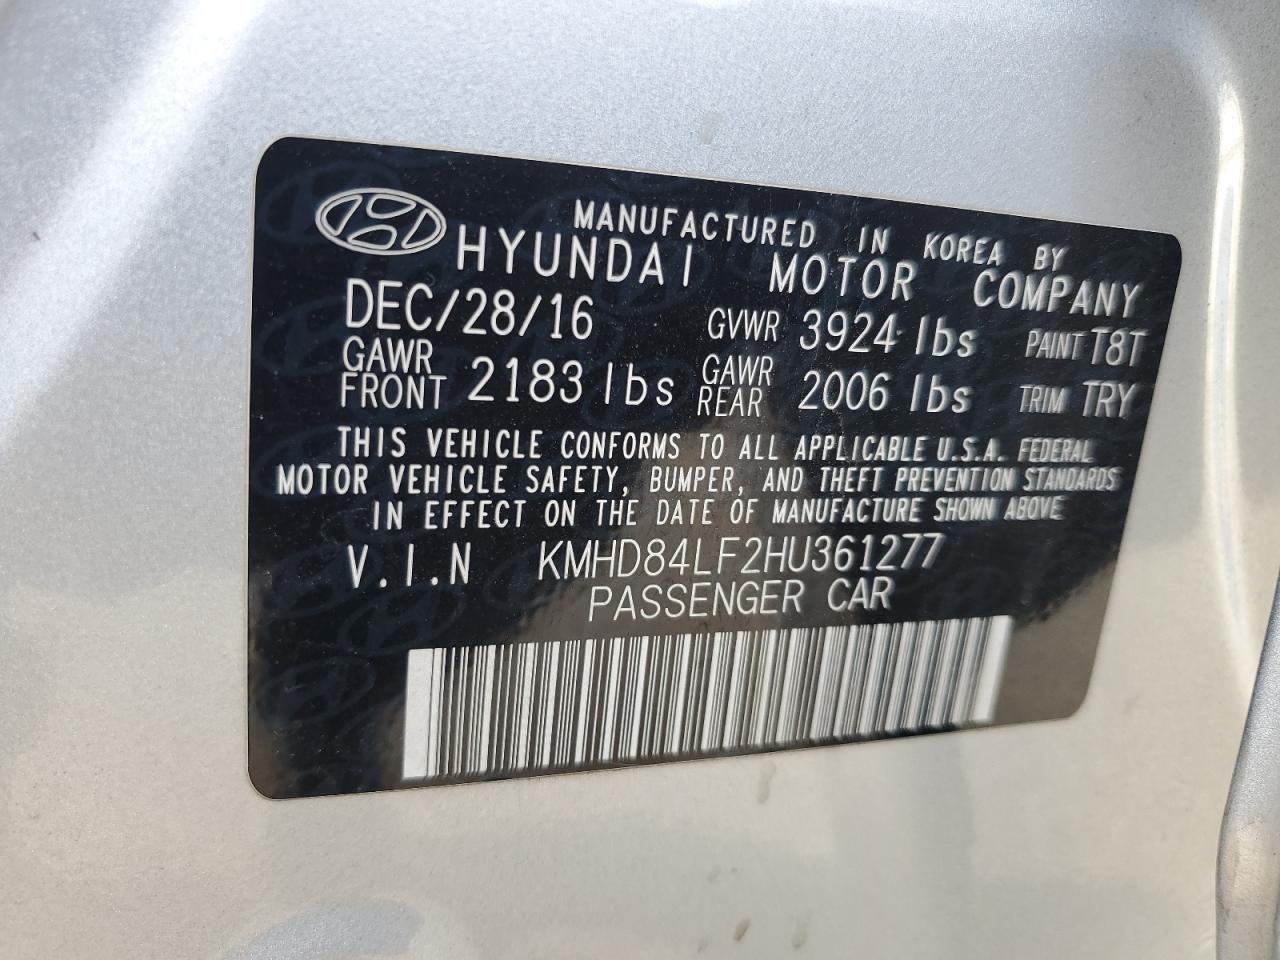 MANUFACTURED IN KOREA BY
HYUNDAI MOTOR COMPANY
DEC/28/16 GVWR 3924 lbs PAINT T8T
GAWR FRONT 2183 lbs GAWR REAR 2006 lbs TRIM TRY
THIS VEHICLE CONFORMS TO ALL APPLICABLE U.S.A. FEDERAL
MOTOR VEHICLE SAFETY, BUMPER, AND THEFT PREVENTION STANDARDS
IN EFFECT ON THE DATE OF MANUFACTURE SHOWN ABOVE
V.I.N KMHD84LF2HU361277
PASSENGER CAR